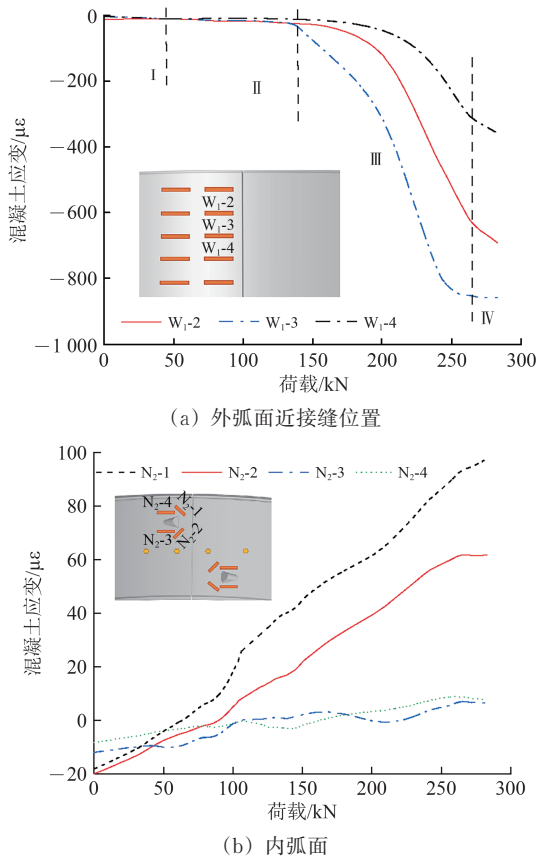 0
−200
−400
−600
−800
−1 000
混凝土应变/με
Ⅰ
Ⅱ
Ⅲ
Ⅳ
W₁-2
W₁-3
W₁-4
W₁-2 W₁-3 W₁-4
0 50 100 150 200 250 300
荷载/kN
(a) 外弧面近接缝位置
100
80
60
40
20
0
−20
混凝土应变/με
N₂-1 N₂-2 N₂-3 N₂-4
N₂-4
N₂-1
N₂-3
N₂-2
0 50 100 150 200 250 300
荷载/kN
(b) 内弧面